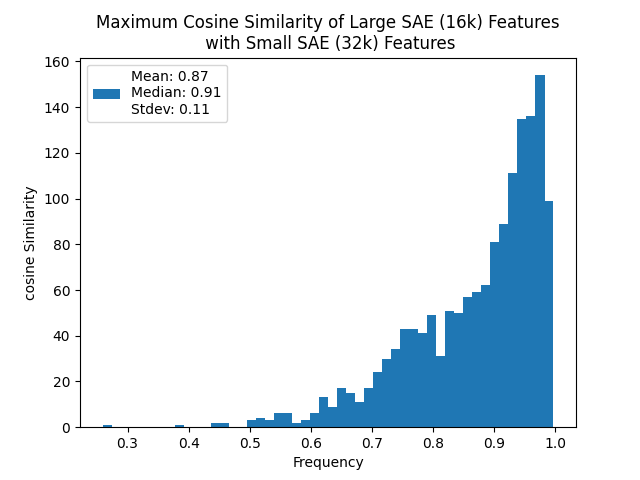 Maximum Cosine Similarity of Large SAE (16k) Features
with Small SAE (32k) Features
Mean: 0.87
Median: 0.91
Stdev: 0.11
cosine Similarity
160
140
120
100
80
60
40
20
0
0.3 0.4 0.5 0.6 0.7 0.8 0.9 1.0
Frequency